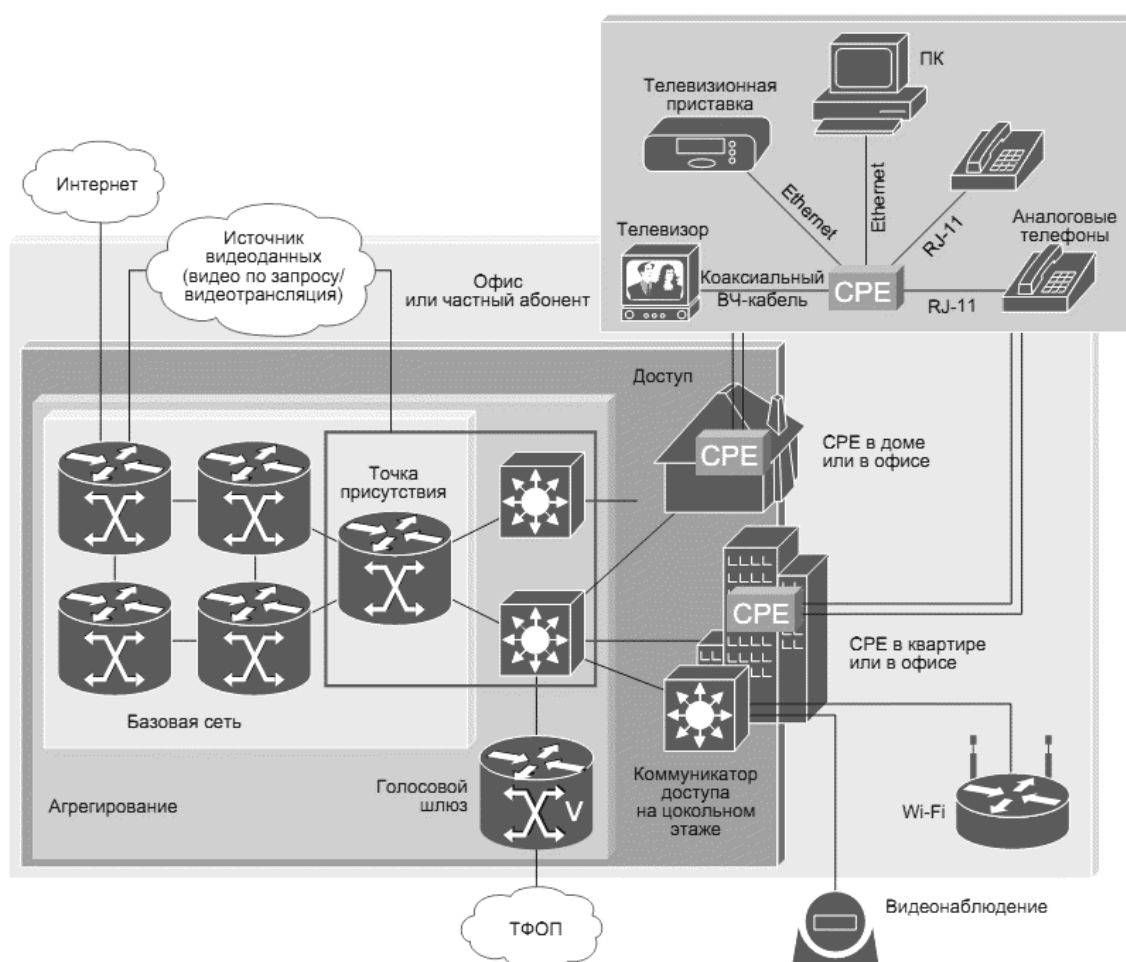 ПК
Телевизионная
приставка
Ethernet
Ethernet
RJ-11
Аналоговые
телефоны
Телевизор
Коаксиальный
ВЧ-кабель
CPE
RJ-11
Интернет
Источник
видеоданных
(видео по запросу/
видеотрансляция)
Офис
или частный абонент
Доступ
CPE
CPE в доме
или в офисе
Точка
присутствия
CPE
CPE в квартире
или в офисе
Базовая сеть
Агрегирование
Голосовой
шлюз
V
Коммуникатор
доступа
на цокольном
этаже
Wi-Fi
ТФОП
Видеонаблюдение